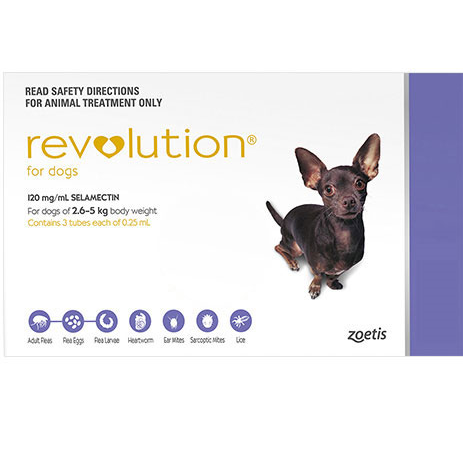 READ SAFETY DIRECTIONS
FOR ANIMAL TREATMENT ONLY
revolution®
for dogs
120 mg/mL SELAMECTIN
For dogs of 2.6-5 kg body weight
Contains 3 tubes each of 0.25 mL
Adult fleas Flea Eggs Flea Larvae Heartworm Ear Mites Sarcoptic Mites Lice
zoetis